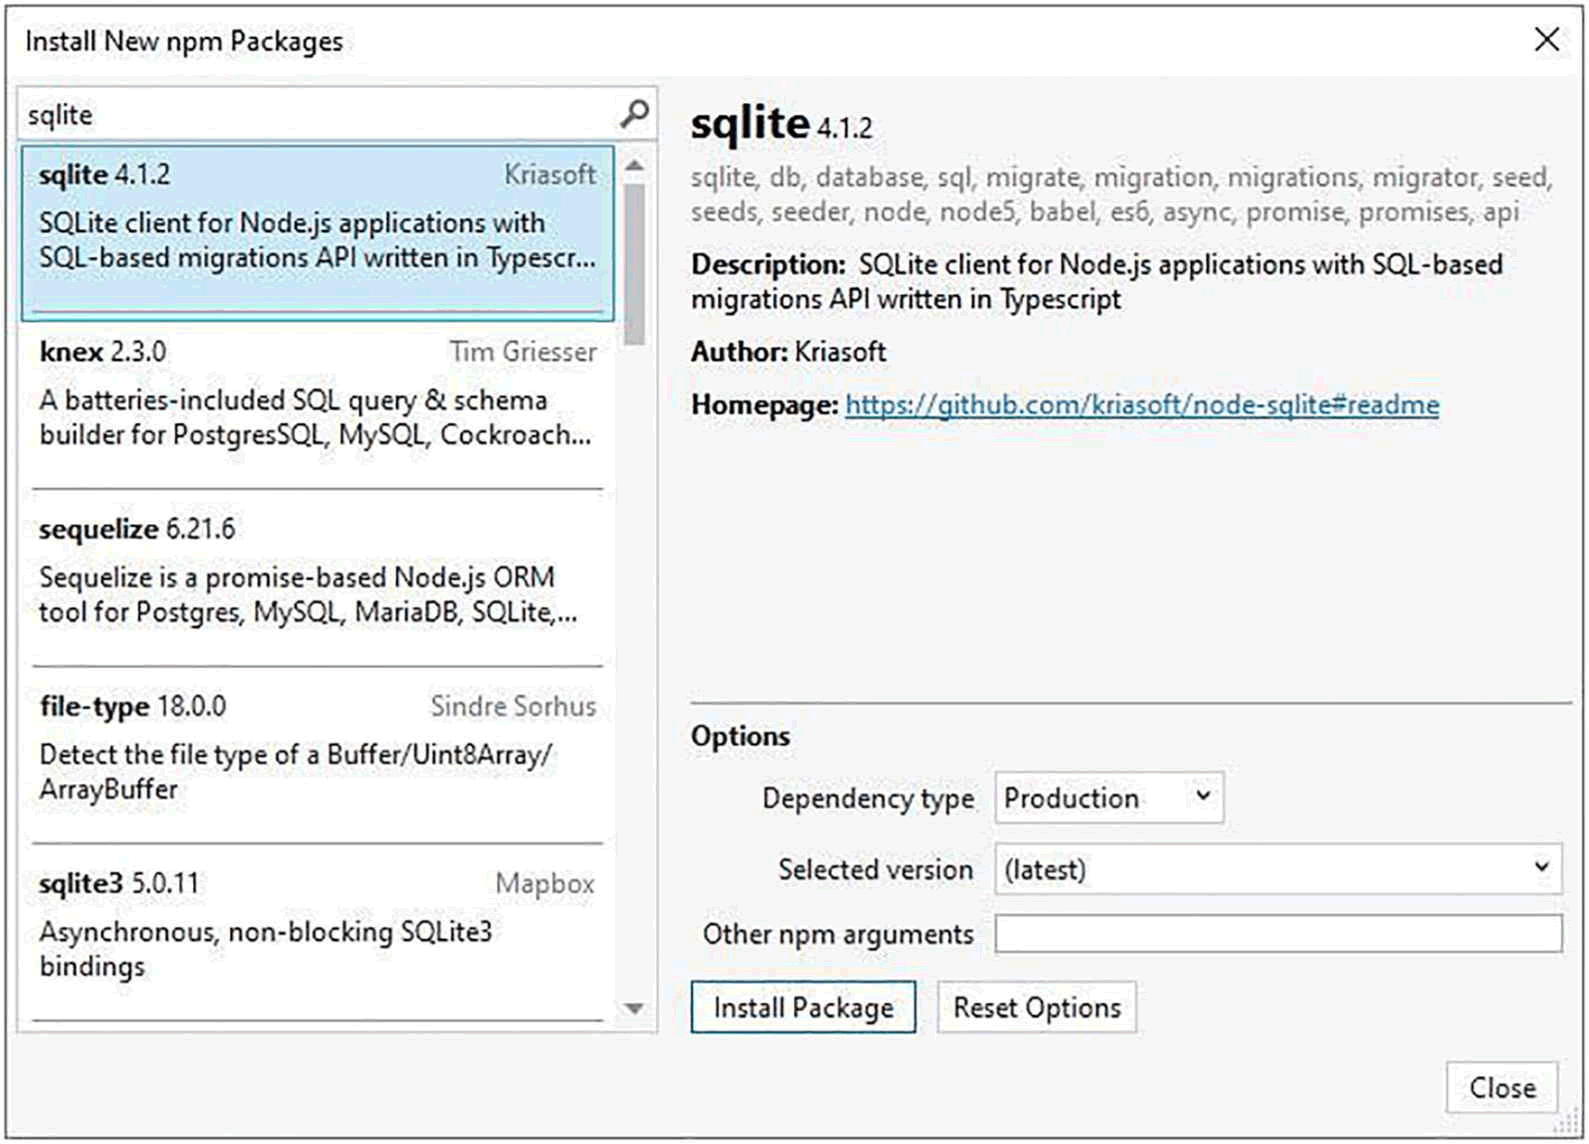 Install New npm Packages
sqlite
sqlite 4.1.2 Kriasoft
SQLite client for Node.js applications with
SQL-based migrations API written in Typescr...
knex 2.3.0 Tim Griesser
A batteries-included SQL query & schema
builder for PostgresSQL, MySQL, Cockroach...
sequelize 6.21.6
Sequelize is a promise-based Node.js ORM
tool for Postgres, MySQL, MariaDB, SQLite,...
file-type 18.0.0 Sindre Sorhus
Detect the file type of a Buffer/Uint8Array/
ArrayBuffer
sqlite3 5.0.11 Mapbox
Asynchronous, non-blocking SQLite3
bindings
sqlite 4.1.2
sqlite, db, database, sql, migrate, migration, migrations, migrator, seed,
seeds, seeder, node, node5, babel, es6, async, promise, promises, api
Description: SQLite client for Node.js applications with SQL-based
migrations API written in Typescript
Author: Kriasoft
Homepage: https://github.com/kriasoft/node-sqlite#readme
Options
Dependency type Production
Selected version (latest)
Other npm arguments
Install Package Reset Options
Close